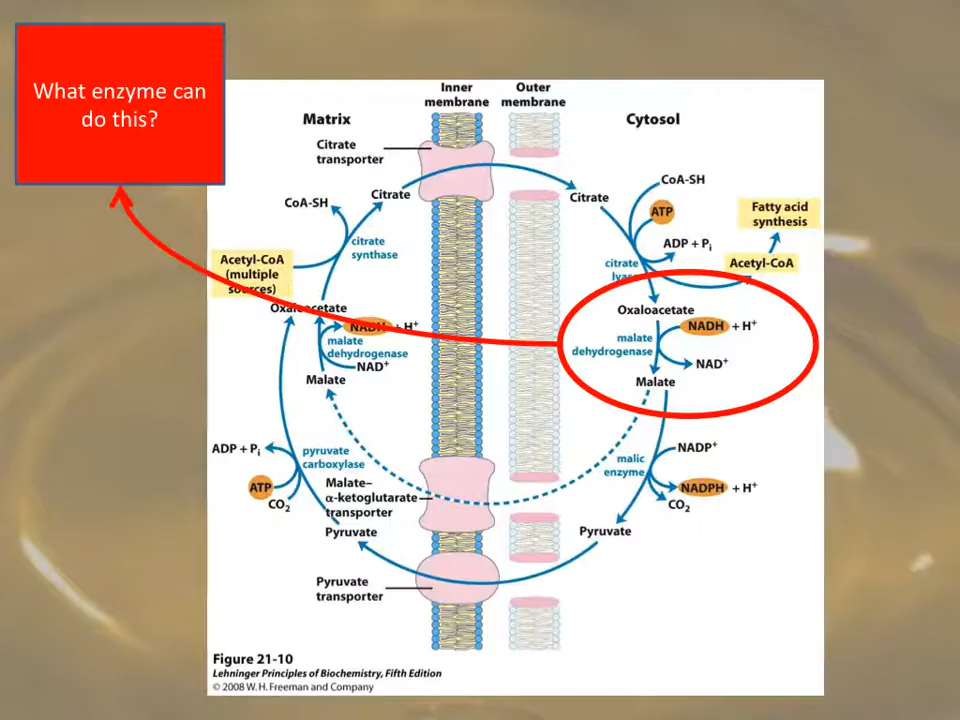 What enzyme can
do this?
Inner
membrane
Outer
membrane
Matrix
Cytosol
Citrate
transporter
Citrate
Citrate
CoA-SH
CoA-SH
ATP
ADP + Pi
Fatty acid
synthesis
citrate
synthase
Acetyl-CoA
(multiple
sources)
citrate
lyase
Acetyl-CoA
Oxaloacetate
NADH + H+
malate
dehydrogenase
NAD+
Malate
Oxaloacetate
NADH + H+
malate
dehydrogenase
NAD+
Malate
ADP + Pi
pyruvate
carboxylase
ATP
CO2
Malate–
α-ketoglutarate
transporter
NADP+
malic
enzyme
NADPH + H+
CO2
Pyruvate
Pyruvate
Pyruvate
transporter
Figure 21-10
Lehninger Principles of Biochemistry, Fifth Edition
© 2008 W. H. Freeman and Company